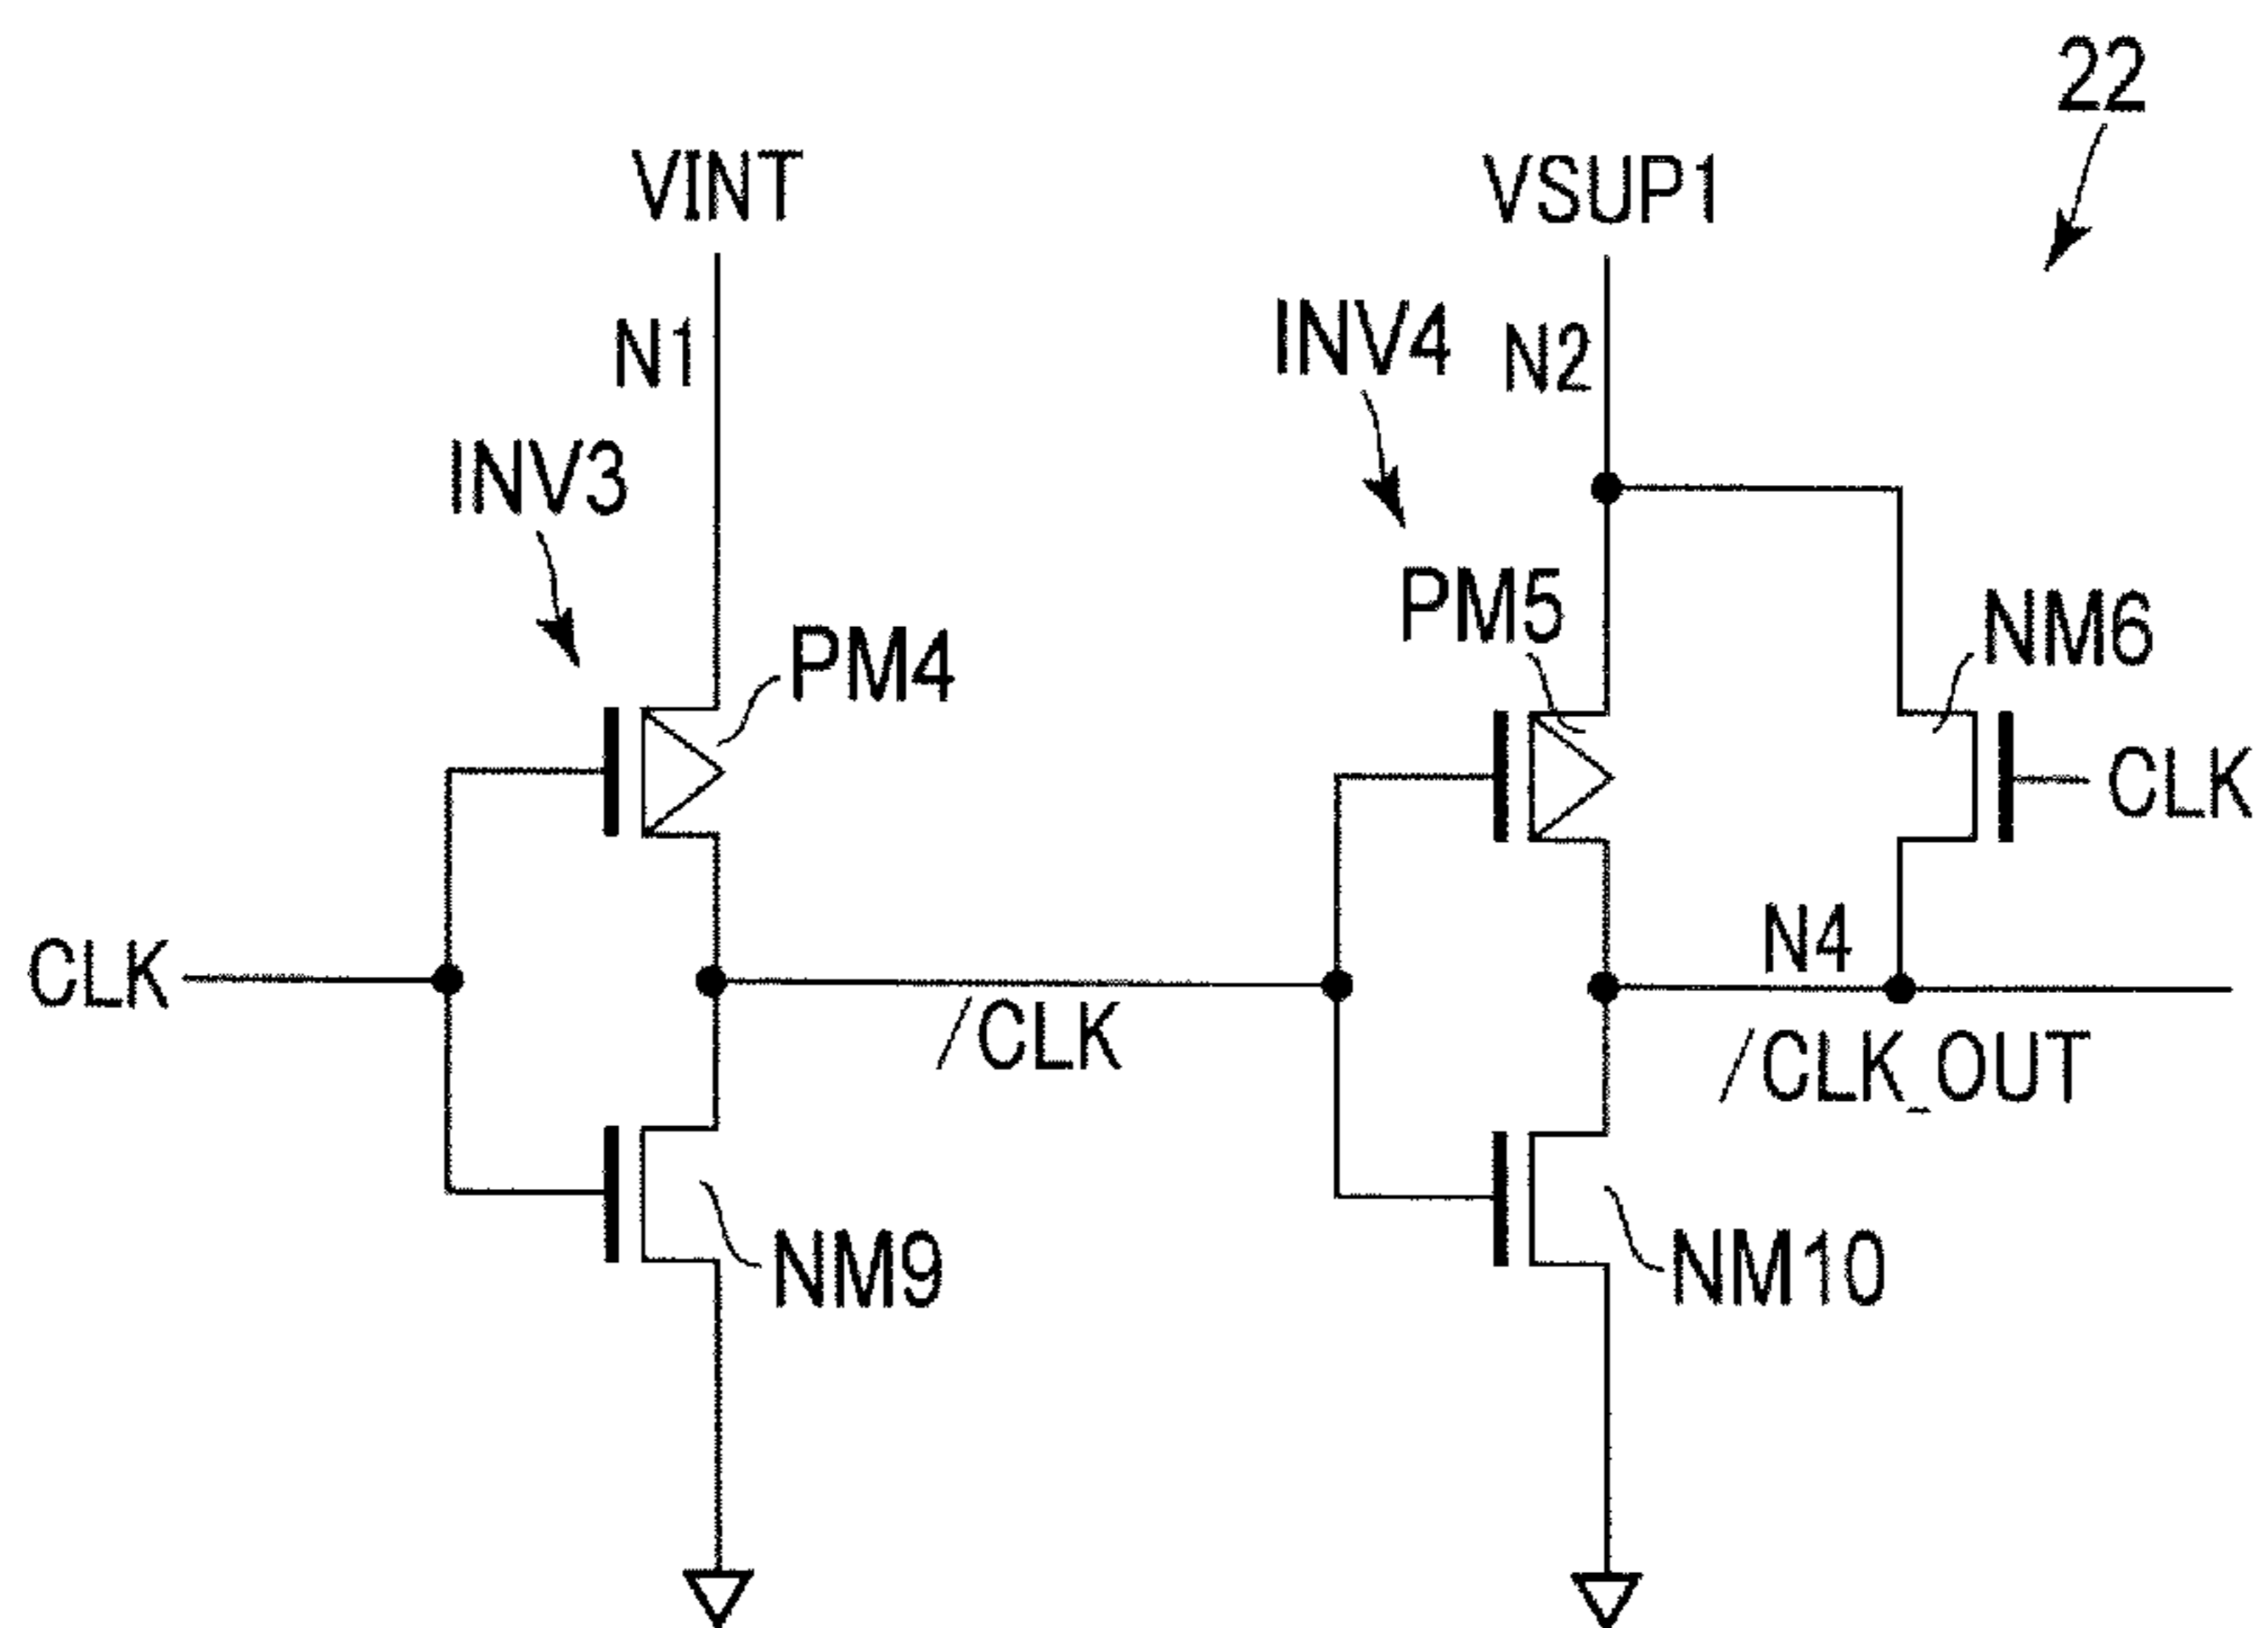 22
VINT
VSUP1
N1
INV4
N2
INV3
PM5
NM6
PM4
CLK
N4
CLK
/CLK
/CLK_OUT
NM9
NM10